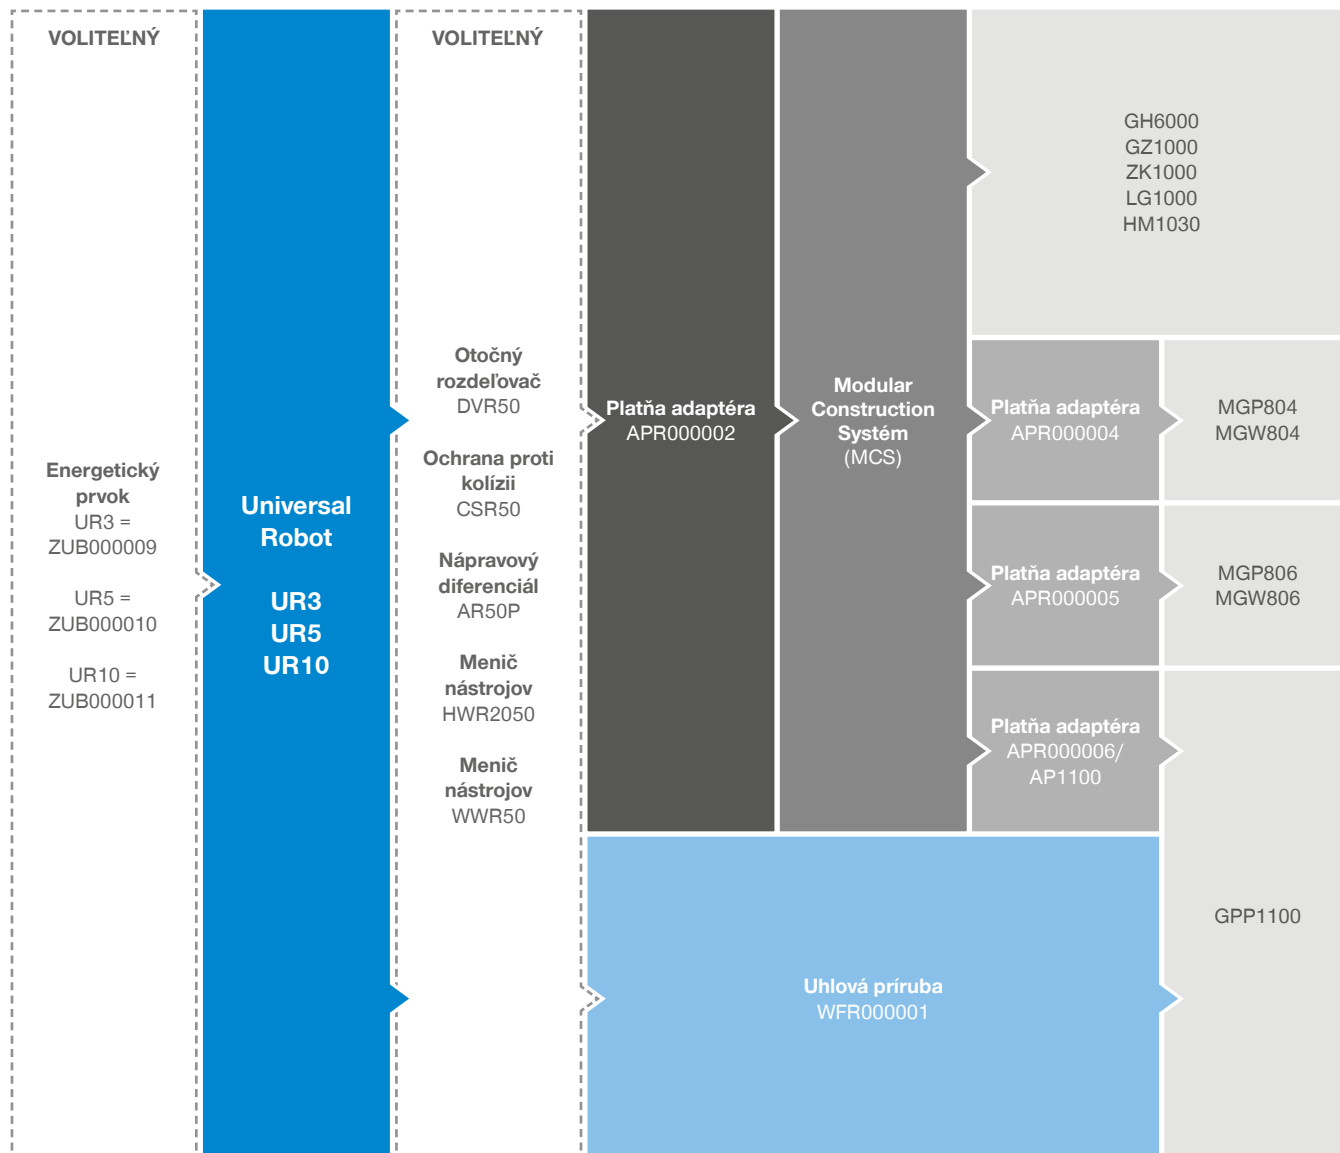 VOLITEĽNÝ
Energetický
prvok
UR3 =
ZUB000009
UR5 =
ZUB000010
UR10 =
ZUB000011
Universal
Robot
UR3
UR5
UR10
VOLITEĽNÝ
Otočný
rozdeľovač
DVR50
Ochrana proti
kolízii
CSR50
Nápravový
diferenciál
AR50P
Menič
nástrojov
HWR2050
Menič
nástrojov
WWR50
Platňa adaptéra
APR000002
Modular
Construction
Systém
(MCS)
GH6000
GZ1000
ZK1000
LG1000
HM1030
Platňa adaptéra
APR000004
MGP804
MGW804
Platňa adaptéra
APR000005
MGP806
MGW806
Platňa adaptéra
APR000006/
AP1100
Uhlová príruba
WFR000001
GPP1100